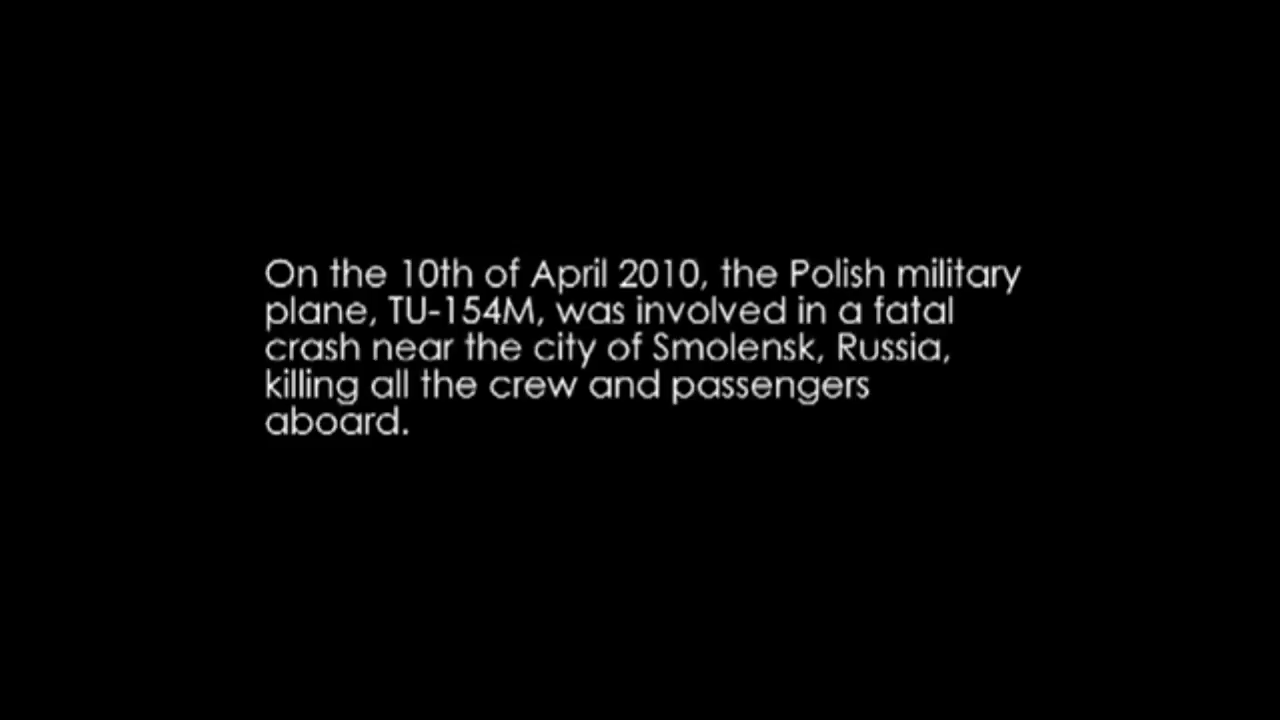 On the 10th of April 2010, the Polish military
plane, TU-154M, was involved in a fatal
crash near the city of Smolensk, Russia,
killing all the crew and passengers
aboard.